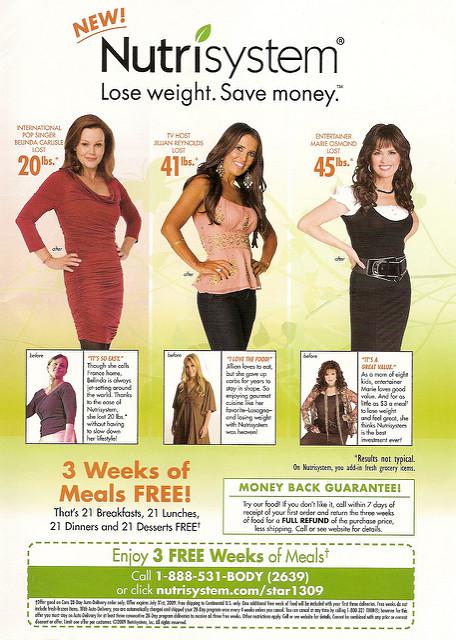 NEW!
Nutrisystem®
Lose weight. Save money.™
INTERNATIONAL
POP SINGER
BELINDA CARLISLE
LOST
20lbs.*
after
TV HOST
JILLIAN REYNOLDS
LOST
41lbs.*
after
ENTERTAINER
MARIE OSMOND
LOST
45lbs.*
after
before
"IT'S SO EASY."
Though she calls
France home,
Belinda is always
jet-setting around
the world. Thanks
to the ease of
Nutrisystem,
she lost 20 lbs.*
without having
to slow down
her lifestyle!
before
"I LOVE THE FOOD!"
Jillian loves to eat,
but she gave up
carbs for years to
stay in shape. So
enjoying gourmet
cuisine like her
favorite—Lasagna—
and losing weight
with Nutrisystem
was heaven!
before
"IT'S A
GREAT VALUE."
As a mom of eight
kids, entertainer
Marie loves good
value. And for as
little as $3 a meal†
to lose weight
and feel great, she
thinks Nutrisystem
is the best
investment ever!
*Results not typical.
On Nutrisystem, you add-in fresh grocery items.
3 Weeks of
Meals FREE!
That's 21 Breakfasts, 21 Lunches,
21 Dinners and 21 Desserts FREE†
MONEY BACK GUARANTEE!
Try our food! If you don't like it, call within 7 days of
receipt of your first order and return the three weeks
of food for a FULL REFUND of the purchase price,
less shipping. Call or see website for details.
Enjoy 3 FREE Weeks of Meals†
Call 1-888-531-BODY (2639)
or click nutrisystem.com/star1309